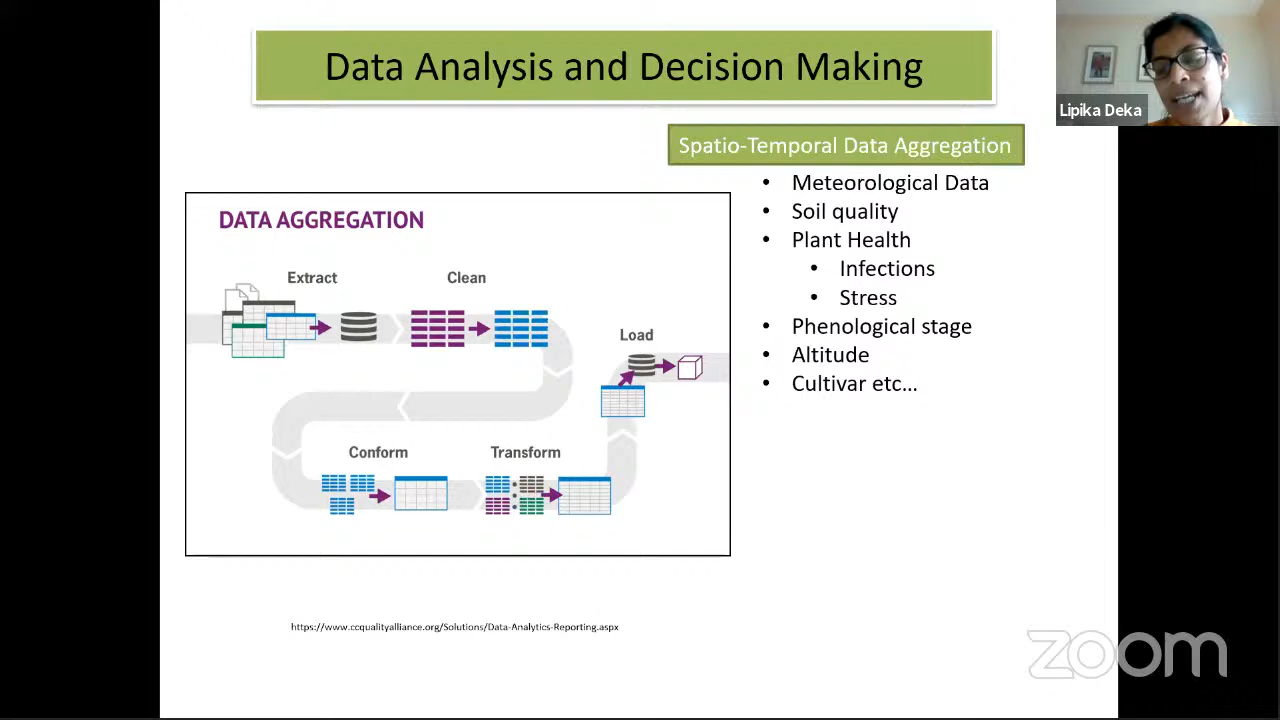 Data Analysis and Decision Making
Lipika Deka
Spatio-Temporal Data Aggregation
• Meteorological Data
• Soil quality
• Plant Health
• Infections
• Stress
• Phenological stage
• Altitude
• Cultivar etc...
DATA AGGREGATION
Extract
Clean
Load
Conform
Transform
https://www.ccqualityalliance.org/Solutions/Data-Analytics-Reporting.aspx
zoom